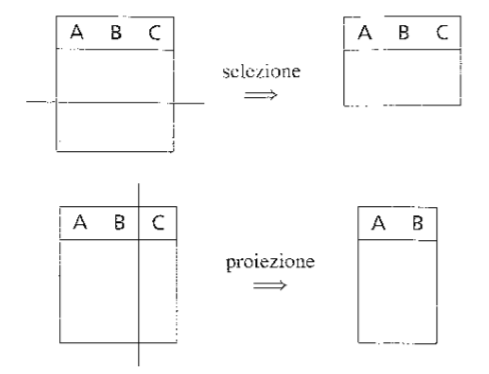 A B C
A B C
selezione
⟹
A B C
A B
proiezione
⟹